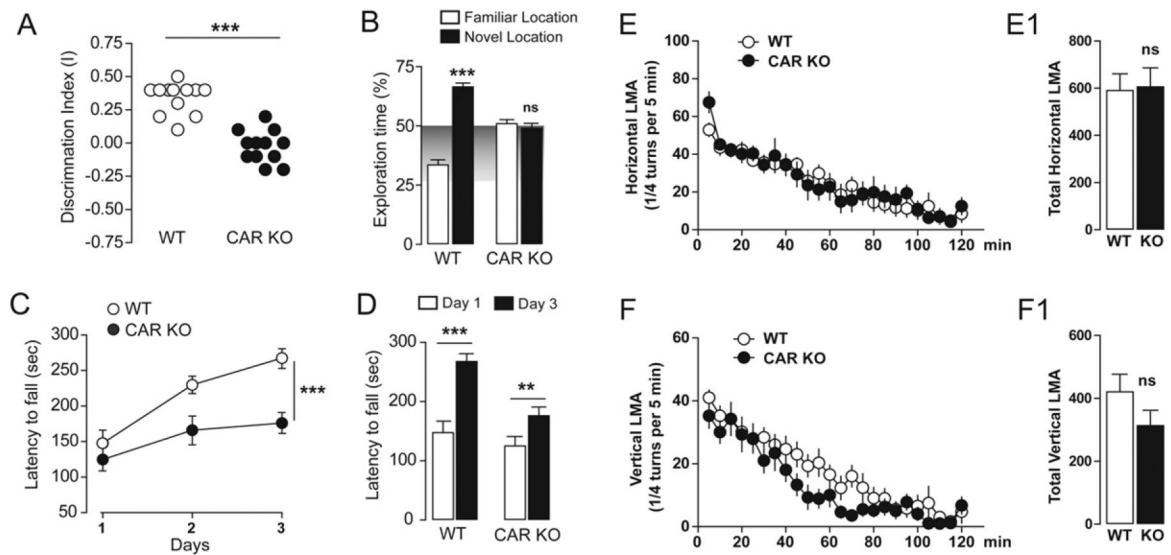 A
***
Discrimnation Index (I)
0.75
0.50
0.25
0.00
-0.25
-0.50
-0.75
WT CAR KO
B
Familiar Location
Novel Location
Exploration time (%)
75
50
25
0
***
ns
WT CAR KO
C
WT
CAR KO
Latency to fall (sec)
300
250
200
150
100
50
***
1 2 3
Days
D
Day 1 Day 3
Latency to fall (sec)
300
200
100
0
***
**
WT CAR KO
E
WT
CAR KO
Horizontal LMA
(1/4 turns per 5 min)
100
80
60
40
20
0
20 40 60 80 100 120 min
E1
Total Horizontal LMA
800
600
400
200
0
ns
WT KO
F
WT
CAR KO
Vertical LMA
(1/4 turns per 5 min)
60
40
20
0
20 40 60 80 100 120 min
F1
Total Vertical LMA
600
400
200
0
ns
WT KO